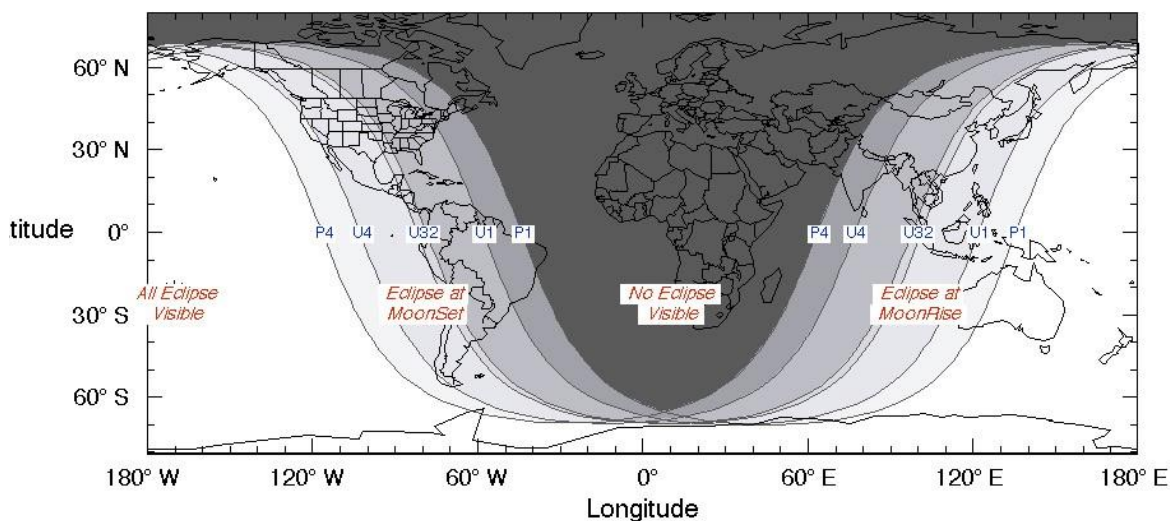 60° N
30° N
titude 0°
P4 U4 U32 U1 P1 P4 U4 U32 U1 P1
All Eclipse
Visible
Eclipse at
MoonSet
No Eclipse
Visible
Eclipse at
MoonRise
30° S
60° S
180° W 120° W 60° W 0° 60° E 120° E 180° E
Longitude